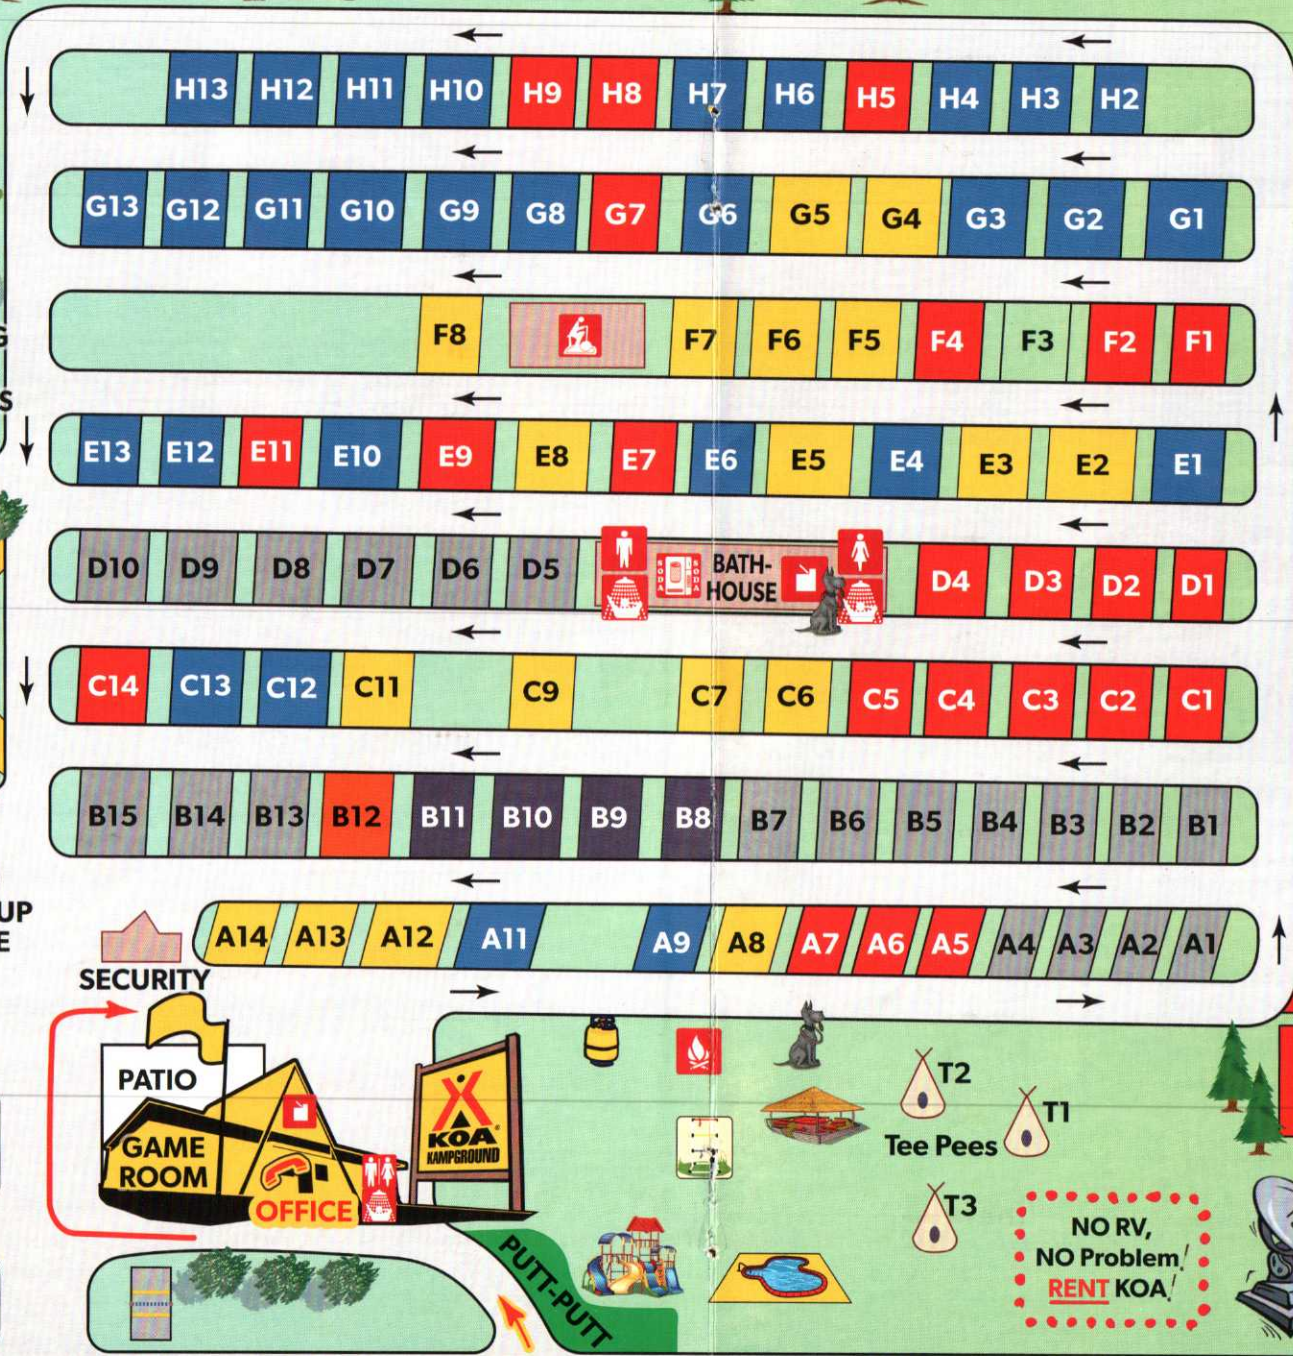 H13 H12 H11 H10 H9 H8 H7 H6 H5 H4 H3 H2
G13 G12 G11 G10 G9 G8 G7 G6 G5 G4 G3 G2 G1
F8 F7 F6 F5 F4 F3 F2 F1
G
S
E13 E12 E11 E10 E9 E8 E7 E6 E5 E4 E3 E2 E1
D10 D9 D8 D7 D6 D5 SODA SODA BATH-
HOUSE D4 D3 D2 D1
C14 C13 C12 C11 C9 C7 C6 C5 C4 C3 C2 C1
B15 B14 B13 B12 B11 B10 B9 B8 B7 B6 B5 B4 B3 B2 B1
UP
E
A14 A13 A12 A11 A9 A8 A7 A6 A5 A4 A3 A2 A1
SECURITY
PATIO
GAME
ROOM
OFFICE
KOA
KAMPGROUND
T2
T1
Tee Pees
T3
PUTT-PUTT
NO RV,
NO Problem!
RENT KOA!